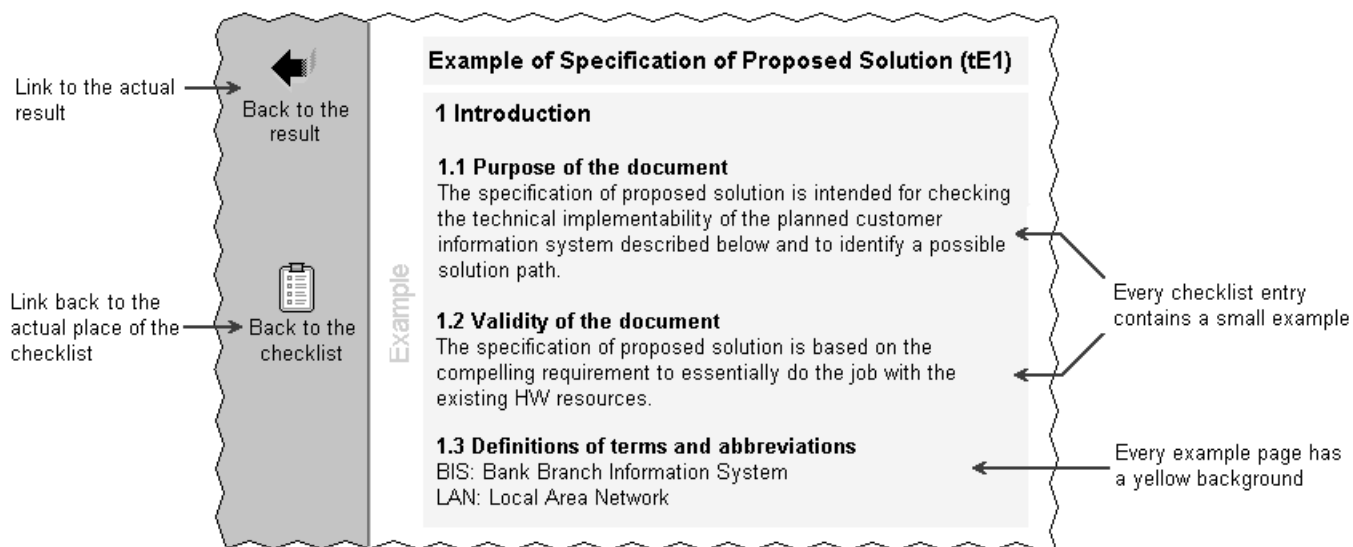 Link to the actual
result
Back to the
result
Link back to the
actual place of the
checklist
Back to the
checklist
Example
Example of Specification of Proposed Solution (tE1)
1 Introduction
1.1 Purpose of the document
The specification of proposed solution is intended for checking
the technical implementability of the planned customer
information system described below and to identify a possible
solution path.
1.2 Validity of the document
The specification of proposed solution is based on the
compelling requirement to essentially do the job with the
existing HW resources.
1.3 Definitions of terms and abbreviations
BIS: Bank Branch Information System
LAN: Local Area Network
Every checklist entry
contains a small example
Every example page has
a yellow background